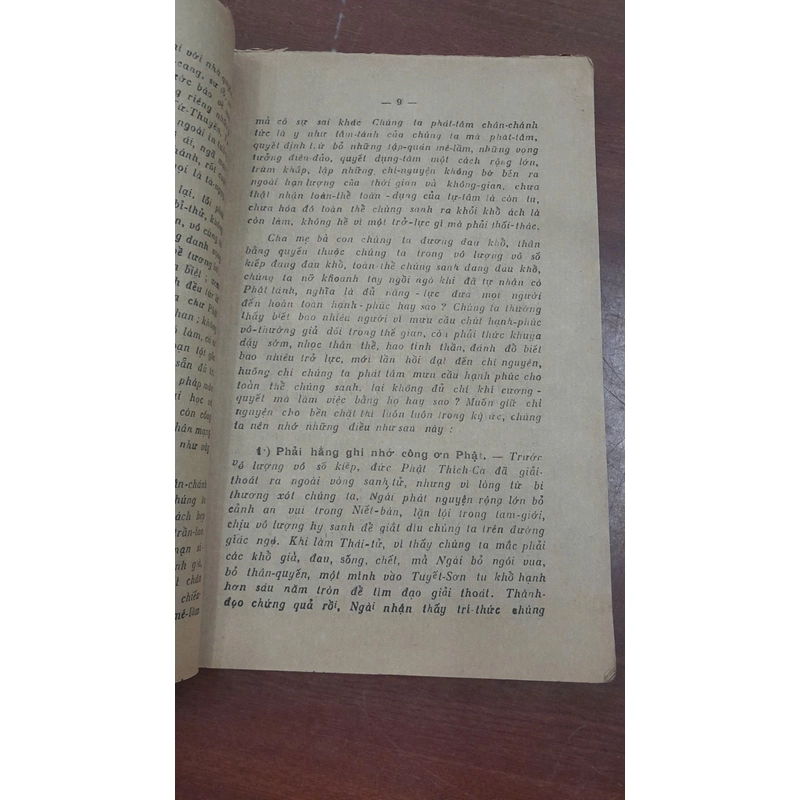 — 9 —
mà có sự sai khác Chúng ta phát-tâm chân-chánh
tức là y như tâm-tánh của chúng ta mà phát-tâm,
quyết định từ bỏ những tập-quán mê-lầm, những vọng
tưởng điên-đảo, quyết dụng-tâm một cách rộng lớn,
trùm khắp, lập những chí-nguyện không bờ bến ra
ngoài hạn lượng của thời gian và không-gian, chưa
thật nhân toàn-thể toàn-dụng của tự-tâm là còn tu,
chưa hóa độ toàn thể chúng sanh ra khỏi khổ ách là
còn làm, không hề vì một trở-lực gì mà phải thối-thác.
Cha mẹ bà con chúng ta đương đau khổ, thân
bằng quyến thuộc chúng ta trong vô lượng vô số
kiếp đang đau khổ, toàn-thể chúng sanh đang đau khổ,
chúng ta nỡ khoanh tay ngồi ngó khi đã tự nhận có
Phật tánh, nghĩa là đủ năng-lực đưa mọi người
đến hoàn toàn hạnh-phúc hay sao ? Chúng ta thường
thấy biết bao nhiêu người vì mưu cầu chút hạnh-phúc
vô-thường giả dối trong thế gian, còn phải thức khuya
dậy sớm, nhọc thân thể, hao tinh thần, đánh đổ biết
bao nhiêu trở lực, mới lần hồi đạt đến chí nguyện,
huống chi chúng ta phát tâm mưu cầu hạnh phúc cho
toàn thể chúng sanh, lại không đủ chí khí cương-
quyết mà làm việc bằng họ hay sao ? Muốn giữ chí
nguyện cho bền chặt thì luôn luôn trong ký ức, chúng
ta nên nhớ những điều như sau này :
1·) Phải hằng ghi nhớ công ơn Phật. — Trước
vô lượng vô số kiếp, đức Phật Thích-Ca đã giải-
thoát ra ngoài vòng sanh tử, nhưng vì lòng từ bi
thương xót chúng ta, Ngài phát nguyện rộng lớn bỏ
cảnh an vui trong Niết-bàn, lặn lội trong tam-giới,
chịu vô lượng hy sanh để giắt dìu chúng ta trên đường
giác ngộ. Khi làm Thái-tử, vì thấy chúng ta mắc phải
các khổ già, đau, sống, chết, mà Ngài bỏ ngôi vua,
bỏ thân-quyến, một mình vào Tuyết-Sơn tu khổ hạnh
hơn sáu năm tròn để tìm đạo giải thoát. Thành-
đạo chứng quả rồi, Ngài nhận thấy trí-thức chúng